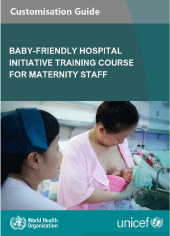 Customisation Guide
BABY-FRIENDLY HOSPITAL
INITIATIVE TRAINING COURSE
FOR MATERNITY STAFF
World Health
Organization
unicef